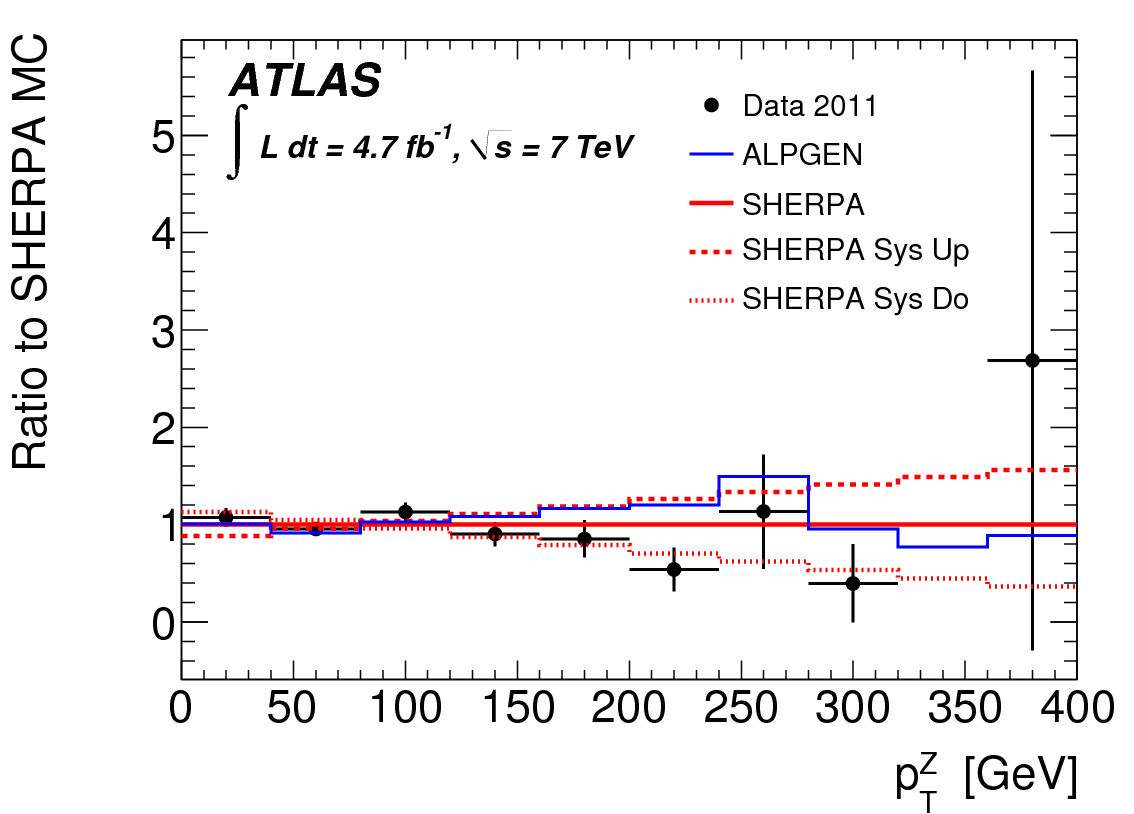 Ratio to SHERPA MC
ATLAS
∫ L dt = 4.7 fb⁻¹, √s = 7 TeV
Data 2011
ALPGEN
SHERPA
SHERPA Sys Up
SHERPA Sys Do
5
4
3
2
1
0
0 50 100 150 200 250 300 350 400
p_T^Z [GeV]